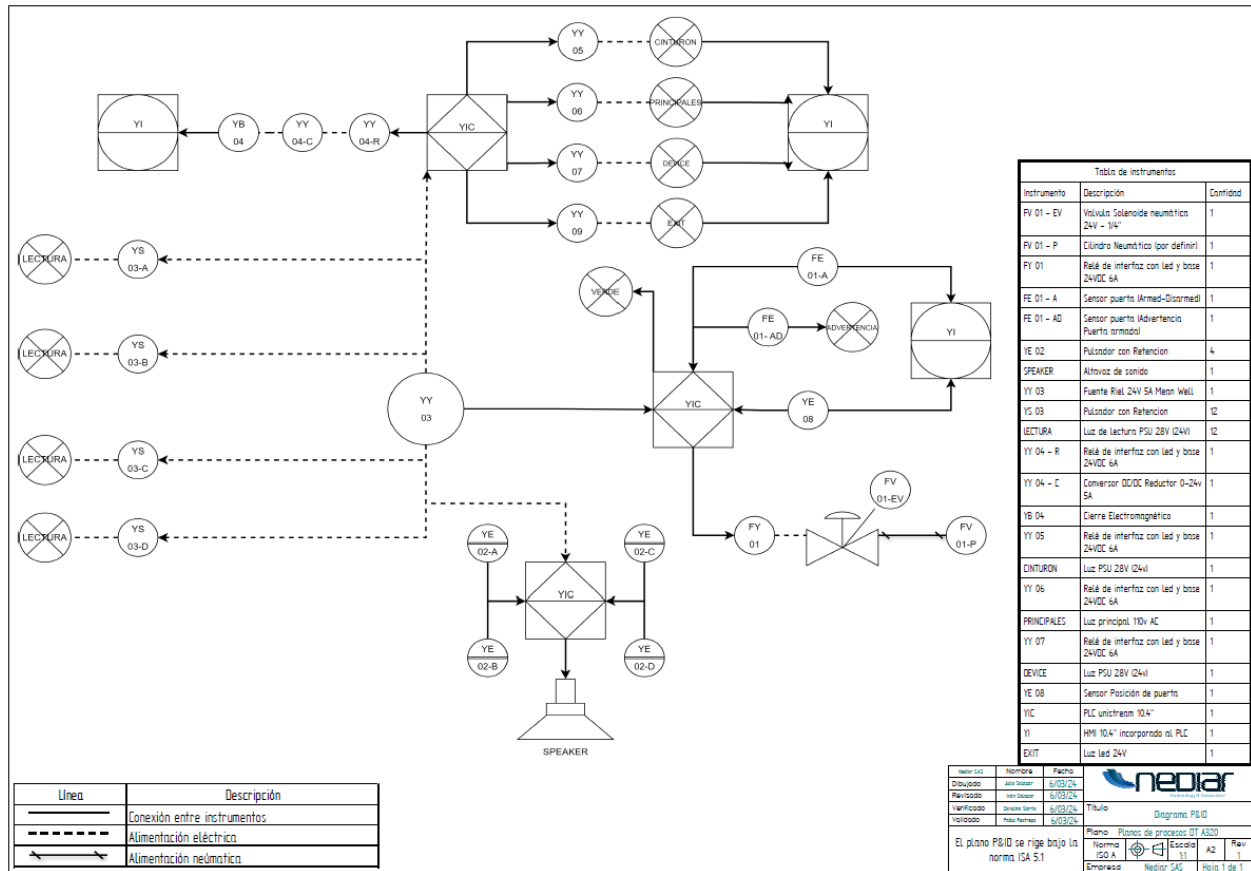 YY
05
CINTURON
YI
YB
04
YY
04-C
YY
04-R
YIC
YY
06
PRINCIPALES
YI
YY
07
DEVICE
YY
09
EXIT
LECTURA
YS
03-A
LECTURA
YS
03-B
LECTURA
YS
03-C
LECTURA
YS
03-D
YY
03
VERDE
FE
01-A
FE
01-AD
ADVERTENCIA
YI
YIC
YE
08
FY
01
FV
01-EV
FV
01-P
YE
02-A
YE
02-C
YIC
YE
02-B
YE
02-D
SPEAKER
Tabla de instrumentos
Instrumento Descripción Cantidad
FV 01 - EV Valvula Solenoide neumática 1
24V - 1/4"
FV 01 - P Cilindro Neumático (por definir) 1
FY 01 Relé de interfaz con led y base 1
24VDC 6A
FE 01 - A Sensor puerta (Armed-Disarmed) 1
FE 01 - AD Sensor puerta (Advertencia 1
Puerta armada)
YE 02 Pulsador con Retencion 4
SPEAKER Altavoz de sonido 1
YY 03 Fuente Riel 24V 5A Mean Well 1
YS 03 Pulsador con Retencion 12
LECTURA Luz de lectura PSU 28V (24V) 12
YY 04 - R Relé de interfaz con led y base 1
24VDC 6A
YY 04 - C Conversor DC/DC Reductor 0-24v 1
5A
YB 04 Cierre Electromagnético 1
YY 05 Relé de interfaz con led y base 1
24VDC 6A
CINTURON Luz PSU 28V (24v) 1
YY 06 Relé de interfaz con led y base 1
24VDC 6A
PRINCIPALES Luz principal 110v AC 1
YY 07 Relé de interfaz con led y base 1
24VDC 6A
DEVICE Luz PSU 28V (24v) 1
YE 08 Sensor Posición de puerta 1
YIC PLC unistream 10.4" 1
YI HMI 10.4" incorporado al PLC 1
EXIT Luz led 24V 1
Línea Descripción
Conexión entre instrumentos
Alimentación eléctrica
Alimentación neúmatica
Nediar SAS Nombre Fecha
Dibujado 6/03/24
Revisado 6/03/24
Verificado 6/03/24
Validado 6/03/24
El plano P&ID se rige bajo la
norma ISA 5.1
nediar
Título Diagrama P&ID
Plano Planos de procesos DT A320
Norma
ISO A
Escala
1:1
A2
Rev
1
Empresa Nediar SAS Hoja 1 de 1